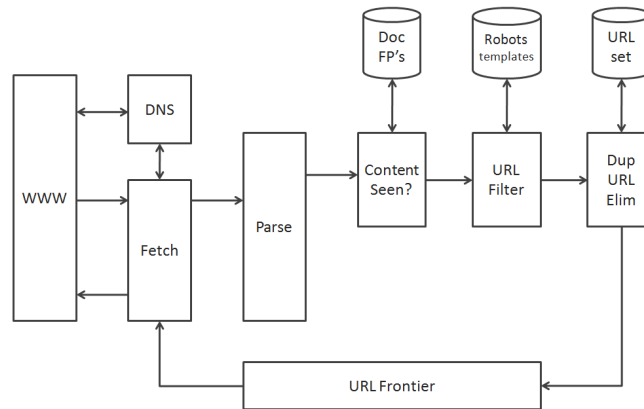 Doc
FP's
Robots
templates
URL
set
DNS
WWW
Fetch
Parse
Content
Seen?
URL
Filter
Dup
URL
Elim
URL Frontier